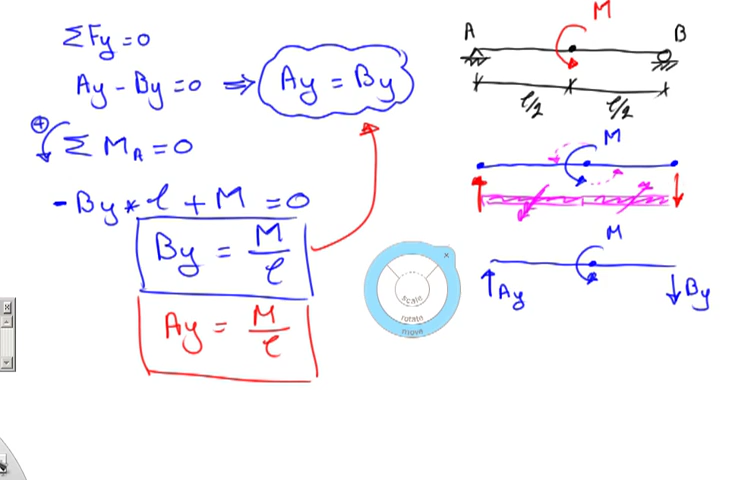 ΣFy=0
Ay - By =0 ⇒ Ay = By
+ Σ MA =0
- By * l + M = 0
By = M/l
Ay = M/l
M
A B
l/2 l/2
M
M
Ay By
x
scale
rotate
move